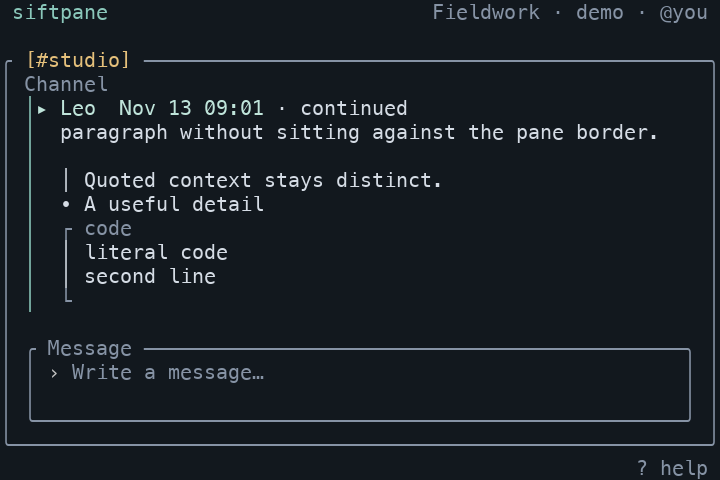 siftpane Fieldwork · demo · @you
[#studio]
Channel
▸ Leo Nov 13 09:01 · continued
paragraph without sitting against the pane border.
Quoted context stays distinct.
• A useful detail
code
literal code
second line
Message
› Write a message…
? help